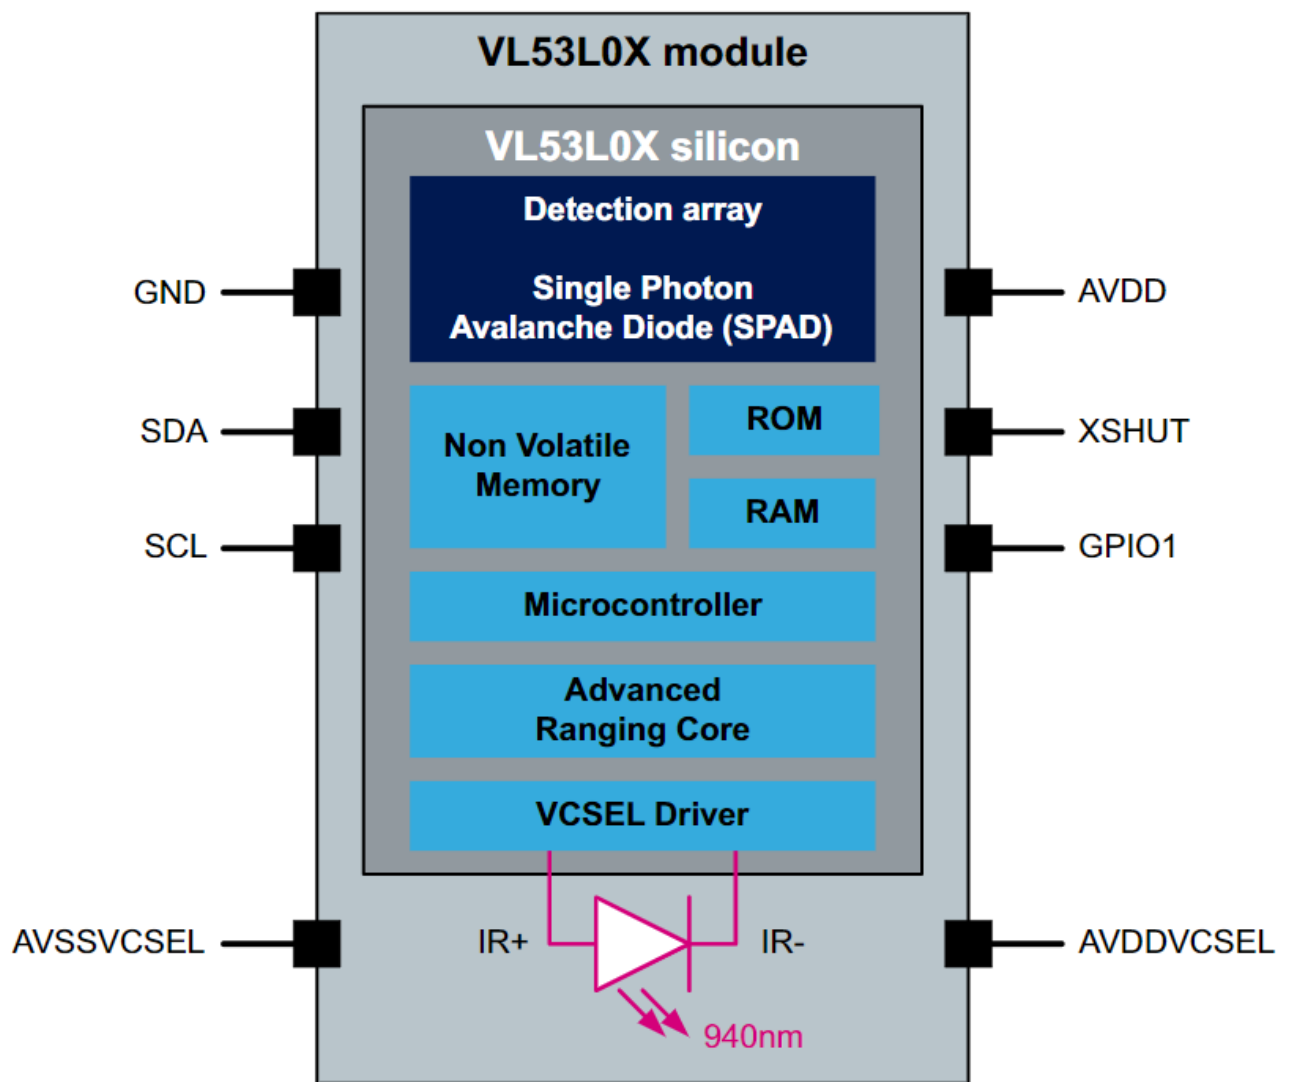 VL53L0X module
VL53L0X silicon
Detection array
Single Photon
Avalanche Diode (SPAD)
GND
AVDD
SDA
XSHUT
SCL
GPIO1
Non Volatile
Memory
ROM
RAM
Microcontroller
Advanced
Ranging Core
VCSEL Driver
AVSSVCSEL
IR+
IR-
AVDDVCSEL
940nm